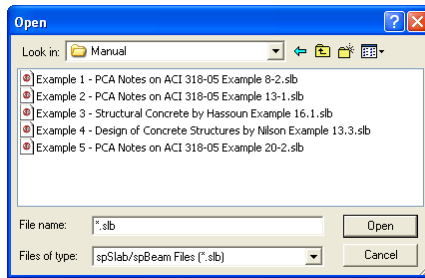 Open
Look in: Manual
Example 1 - PCA Notes on ACI 318-05 Example 8-2.slb
Example 2 - PCA Notes on ACI 318-05 Example 13-1.slb
Example 3 - Structural Concrete by Hassoun Example 16.1.slb
Example 4 - Design of Concrete Structures by Nilson Example 13.3.slb
Example 5 - PCA Notes on ACI 318-05 Example 20-2.slb
File name: *.slb Open
Files of type: spSlab/spBeam Files (*.slb) Cancel